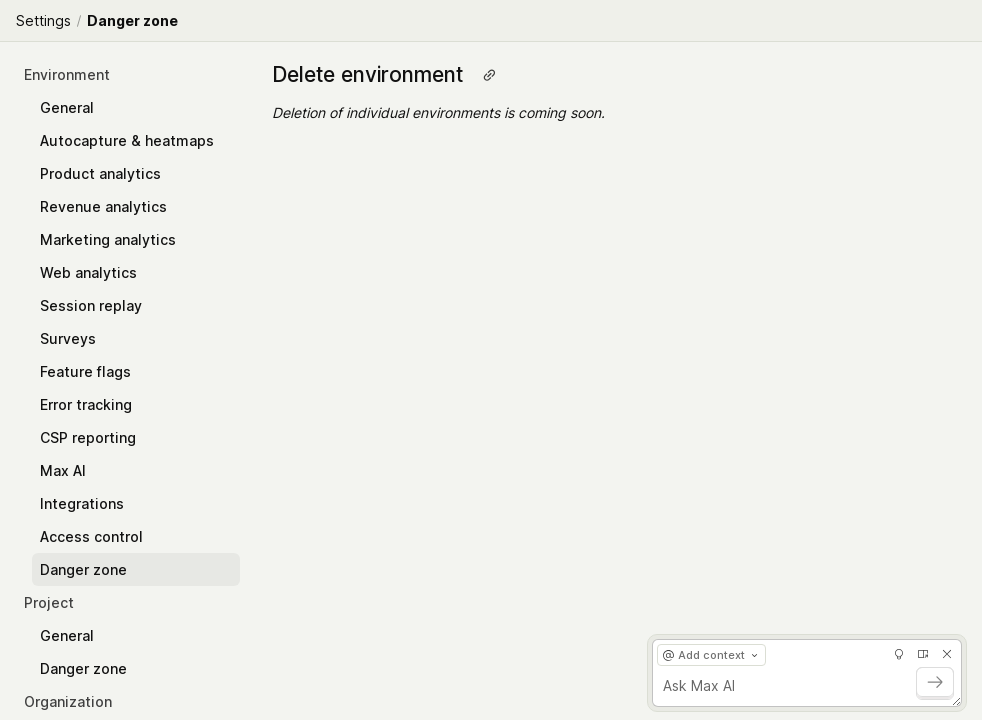 Settings / Danger zone
Environment
General
Autocapture & heatmaps
Product analytics
Revenue analytics
Marketing analytics
Web analytics
Session replay
Surveys
Feature flags
Error tracking
CSP reporting
Max AI
Integrations
Access control
Danger zone
Project
General
Danger zone
Organization
Delete environment
Deletion of individual environments is coming soon.
@ Add context
Ask Max AI